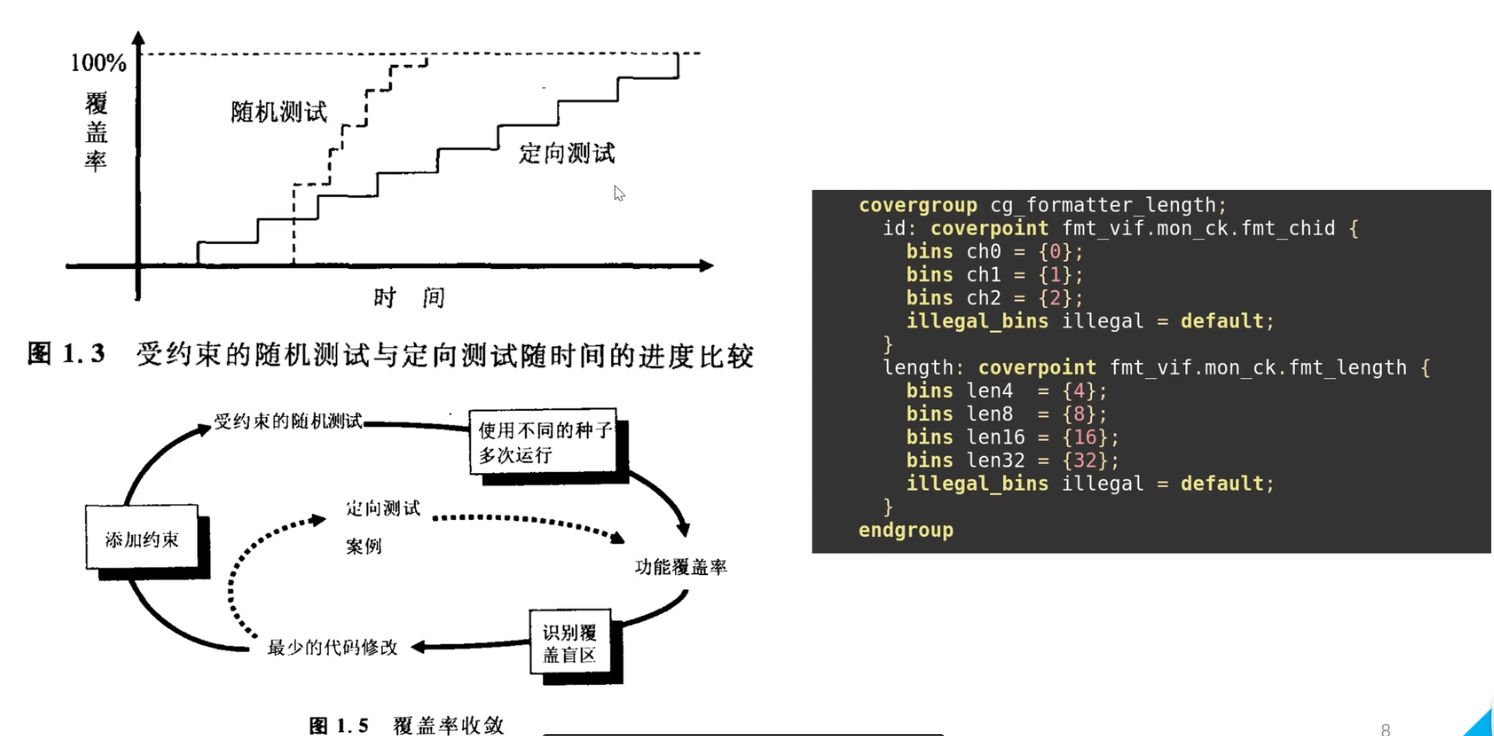 100%
覆盖率
随机测试
定向测试
时 间
图 1.3 受约束的随机测试与定向测试随时间的进度比较
受约束的随机测试
使用不同的种子
多次运行
定向测试
案例
添加约束
功能覆盖率
识别覆
盖盲区
最少的代码修改
图 1.5 覆盖率收敛
covergroup cg_formatter_length;
id: coverpoint fmt_vif.mon_ck.fmt_chid {
bins ch0 = {0};
bins ch1 = {1};
bins ch2 = {2};
illegal_bins illegal = default;
}
length: coverpoint fmt_vif.mon_ck.fmt_length {
bins len4 = {4};
bins len8 = {8};
bins len16 = {16};
bins len32 = {32};
illegal_bins illegal = default;
}
endgroup
8